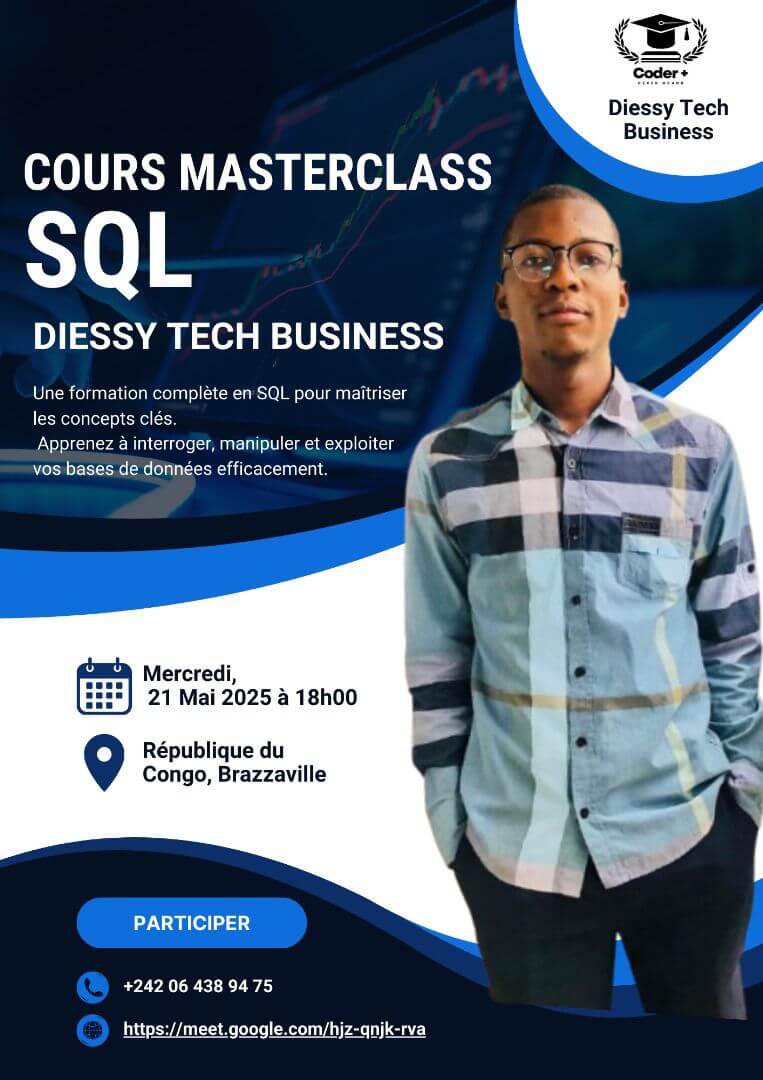 Coder +
Diessy Tech
Business
COURS MASTERCLASS
SQL
DIESSY TECH BUSINESS
Une formation complète en SQL pour maîtriser
les concepts clés.
Apprenez à interroger, manipuler et exploiter
vos bases de données efficacement.
Mercredi,
21 Mai 2025 à 18h00
République du
Congo, Brazzaville
PARTICIPER
+242 06 438 94 75
https://meet.google.com/hjz-qnjk-rva